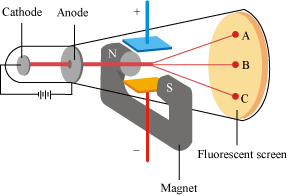 Cathode
Anode
+
N
S
A
B
C
−
Fluorescent screen
Magnet